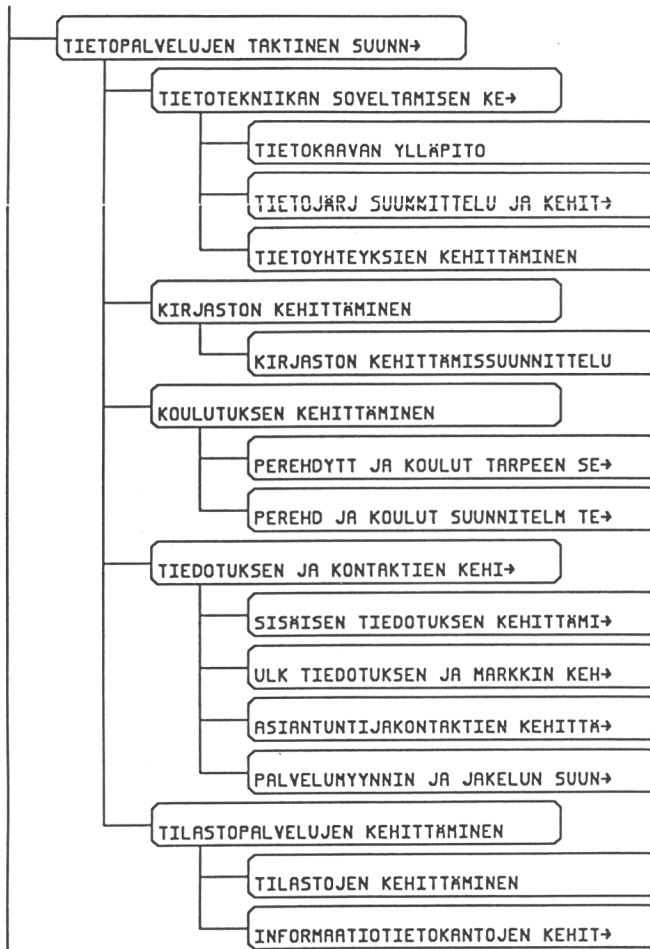 TIETOPALVELUJEN TAKTINEN SUUNN→
TIETOTEKNIIKAN SOVELTAMISEN KE→
TIETOKAAVAN YLLÄPITO
TIETOJÄRJ SUUNNITTELU JA KEHIT→
TIETOYHTEYKSIEN KEHITTÄMINEN
KIRJASTON KEHITTÄMINEN
KIRJASTON KEHITTÄMISSUUNNITTELU
KOULUTUKSEN KEHITTÄMINEN
PEREHDYTT JA KOULUT TARPEEN SE→
PEREHD JA KOULUT SUUNNITELM TE→
TIEDOTUKSEN JA KONTAKTIEN KEHI→
SISÄISEN TIEDOTUKSEN KEHITTÄMI→
ULK TIEDOTUKSEN JA MARKKIN KEH→
ASIANTUNTIJAKONTAKTIEN KEHITTÄ→
PALVELUMYYNNIN JA JAKELUN SUUN→
TILASTOPALVELUJEN KEHITTÄMINEN
TILASTOJEN KEHITTÄMINEN
INFORMAATIOTIETOKANTOJEN KEHIT→